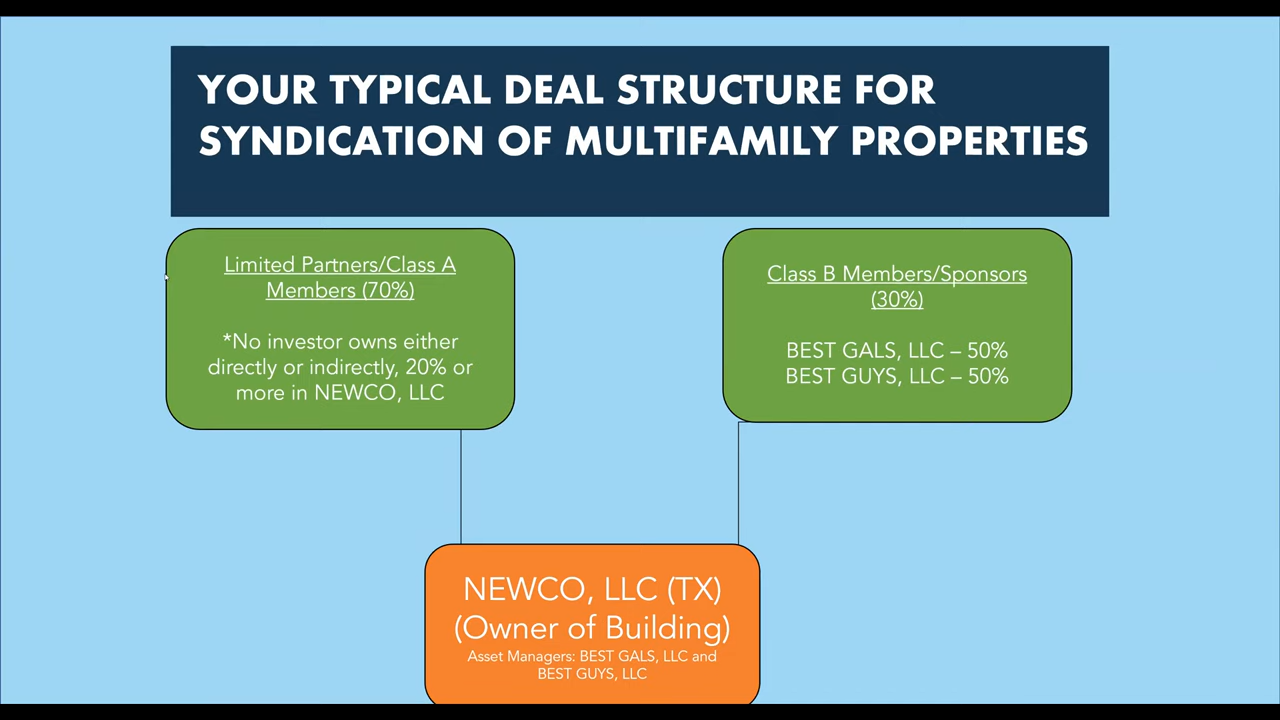 YOUR TYPICAL DEAL STRUCTURE FOR
SYNDICATION OF MULTIFAMILY PROPERTIES
Limited Partners/Class A
Members (70%)
*No investor owns either
directly or indirectly, 20% or
more in NEWCO, LLC
Class B Members/Sponsors
(30%)
BEST GALS, LLC – 50%
BEST GUYS, LLC – 50%
NEWCO, LLC (TX)
(Owner of Building)
Asset Managers: BEST GALS, LLC and
BEST GUYS, LLC